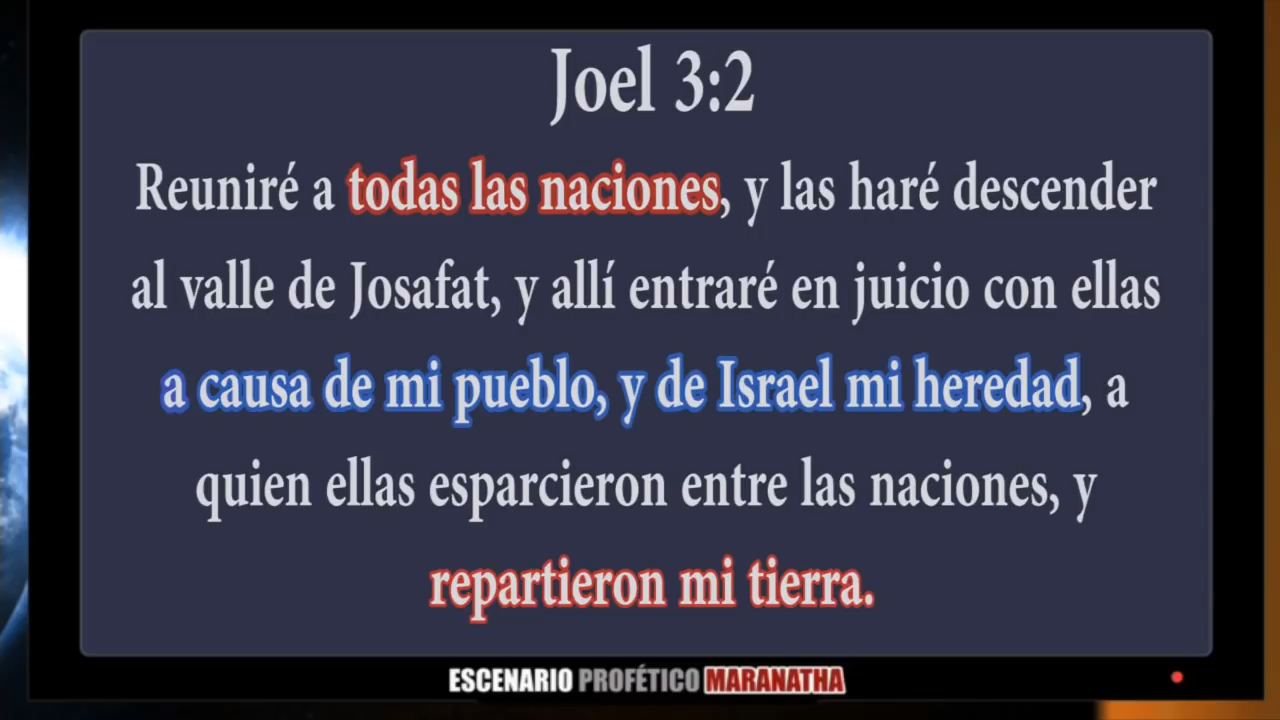 Joel 3:2
Reuniré a todas las naciones, y las haré descender
al valle de Josafat, y allí entraré en juicio con ellas
a causa de mi pueblo, y de Israel mi heredad, a
quien ellas esparcieron entre las naciones, y
repartieron mi tierra.
ESCENARIO PROFÉTICO MARANATHA